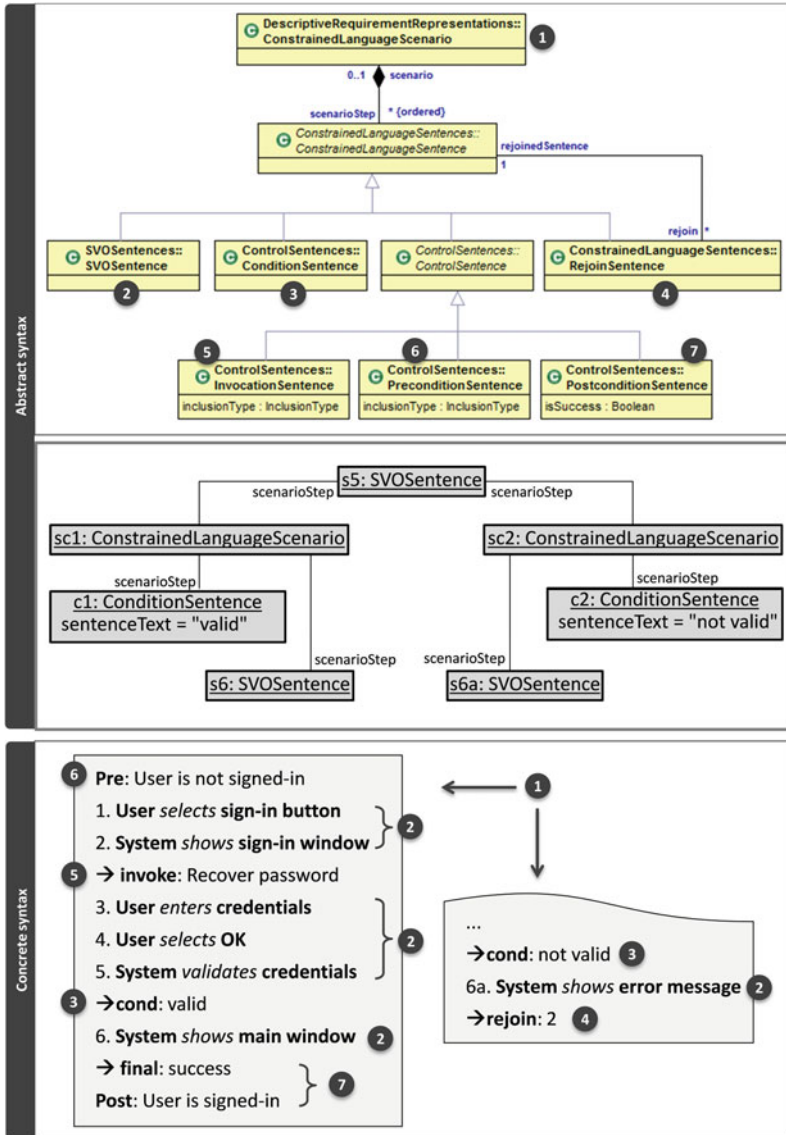 Abstract syntax
DescriptiveRequirementRepresentations::
ConstrainedLanguageScenario
1
0..1 scenario
scenarioStep * {ordered}
ConstrainedLanguageSentences::
ConstrainedLanguageSentence
rejoinedSentence
1
rejoin *
SVOSentences::
SVOSentence
2
ControlSentences::
ConditionSentence
3
ControlSentences::
ControlSentence
ConstrainedLanguageSentences::
RejoinSentence
4
5
ControlSentences::
InvocationSentence
inclusionType : InclusionType
6
ControlSentences::
PreconditionSentence
inclusionType : InclusionType
7
ControlSentences::
PostconditionSentence
isSuccess : Boolean
s5: SVOSentence
scenarioStep
scenarioStep
sc1: ConstrainedLanguageScenario
sc2: ConstrainedLanguageScenario
scenarioStep
scenarioStep
c1: ConditionSentence
sentenceText = "valid"
c2: ConditionSentence
sentenceText = "not valid"
scenarioStep
scenarioStep
s6: SVOSentence
s6a: SVOSentence
Concrete syntax
6 Pre: User is not signed-in
1. User selects sign-in button
2. System shows sign-in window
2
5 → invoke: Recover password
3. User enters credentials
4. User selects OK
5. System validates credentials
2
3 →cond: valid
6. System shows main window 2
→ final: success
Post: User is signed-in
7
1
...
→cond: not valid 3
6a. System shows error message 2
→rejoin: 2 4